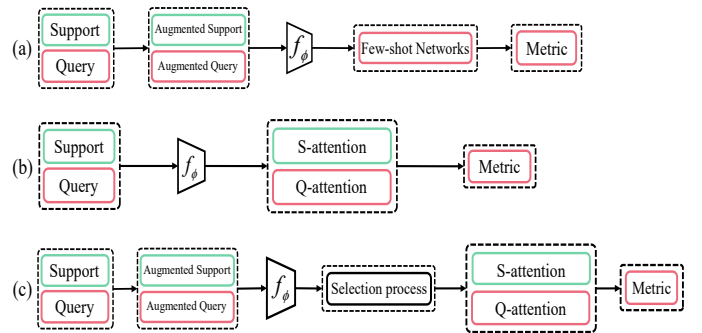 Support
Augmented Support
(a)
f_ϕ
Few-shot Networks
Metric
Query
Augmented Query
Support
S-attention
(b)
f_ϕ
Metric
Query
Q-attention
Support
Augmented Support
S-attention
(c)
f_ϕ
Selection process
Metric
Query
Augmented Query
Q-attention